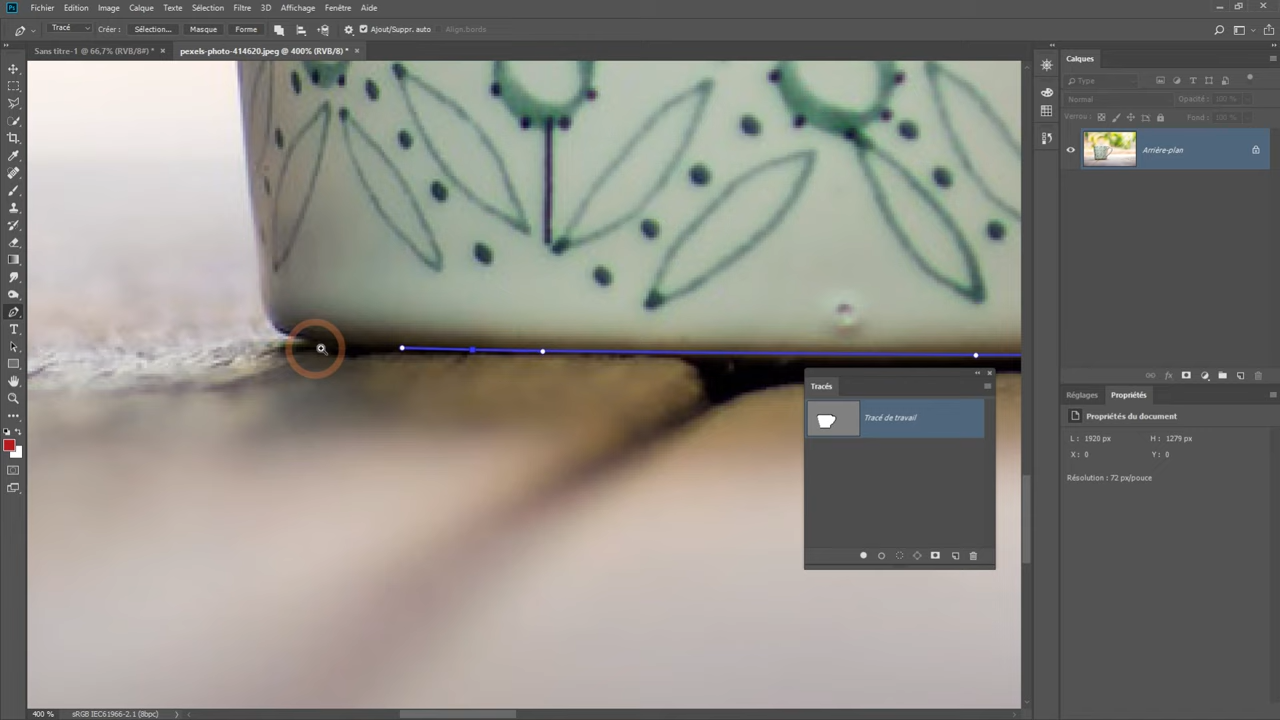 Ps Fichier Edition Image Calque Texte Sélection Filtre 3D Affichage Fenêtre Aide
Tracé Créer : Sélection... Masque Forme Ajout/Suppr. auto Align.bords
Sans titre-1 @ 66,7% (RVB/8#) * × pexels-photo-414620.jpeg @ 400% (RVB/8) * ×
Calques
Type
Normal Opacité : 100 %
Verrou : Fond : 100 %
Arrière-plan
Tracés
Tracé de travail
fx
Réglages Propriétés
Propriétés du document
L : 1920 px H : 1279 px
X : 0 Y : 0
Résolution : 72 px/pouce
400 % sRGB IEC61966-2.1 (8bpc)